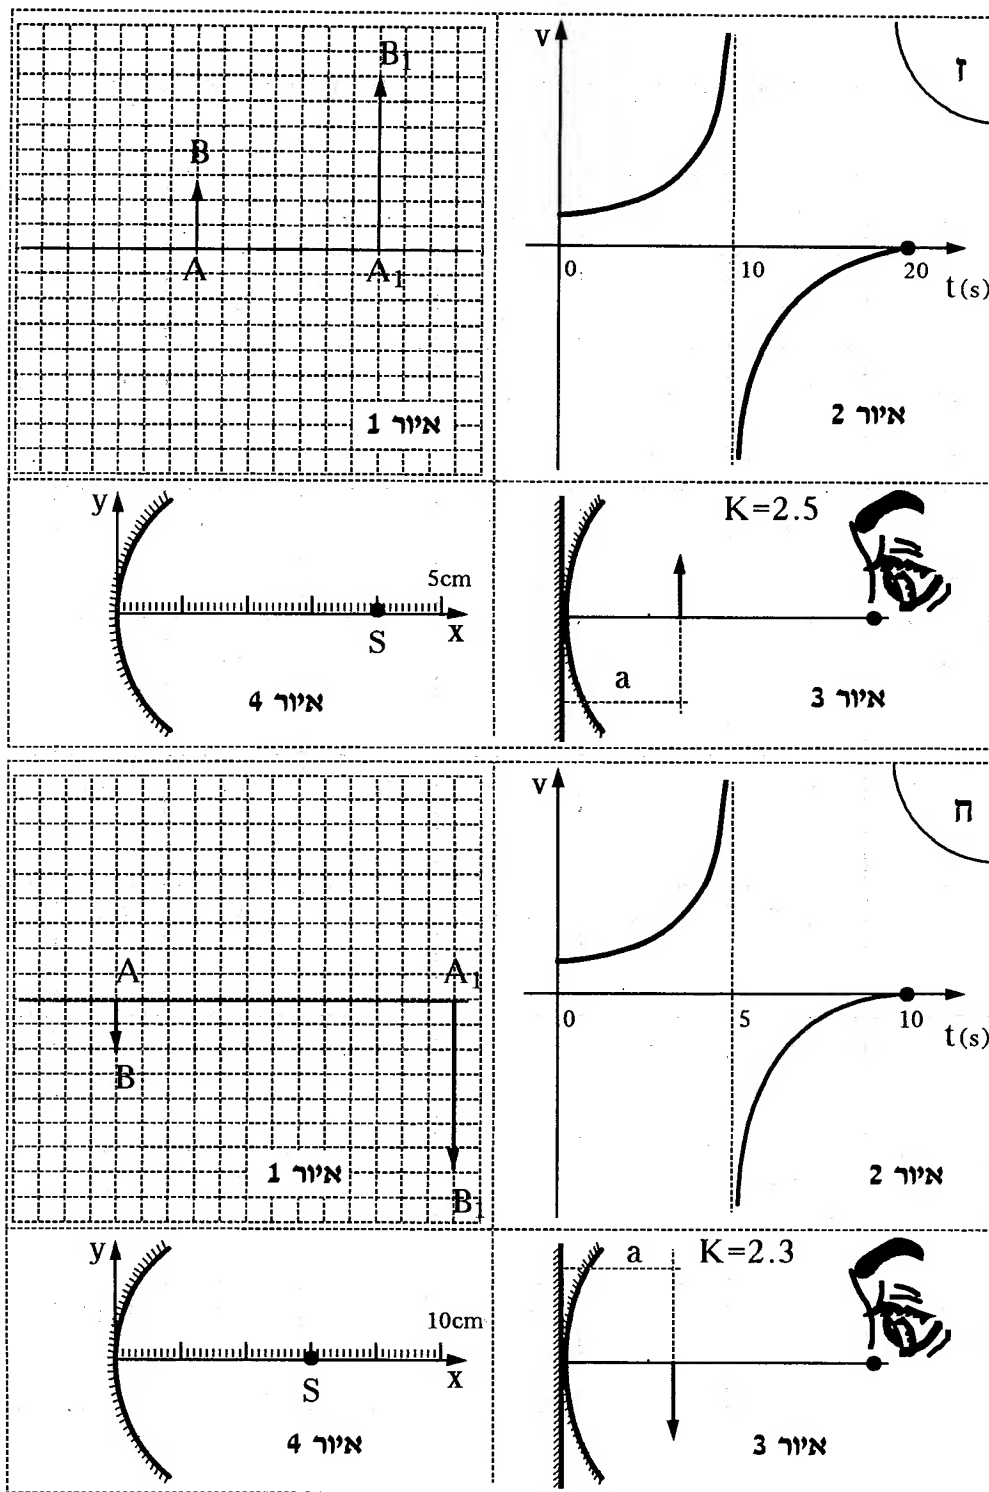 ז
B₁
B
A
A₁
איור 1
v
0
10
20
t(s)
איור 2
y
5cm
x
S
איור 4
K=2.5
a
איור 3
ח
A
A₁
B
B₁
איור 1
v
0
5
10
t(s)
איור 2
y
10cm
x
S
איור 4
a
K=2.3
איור 3